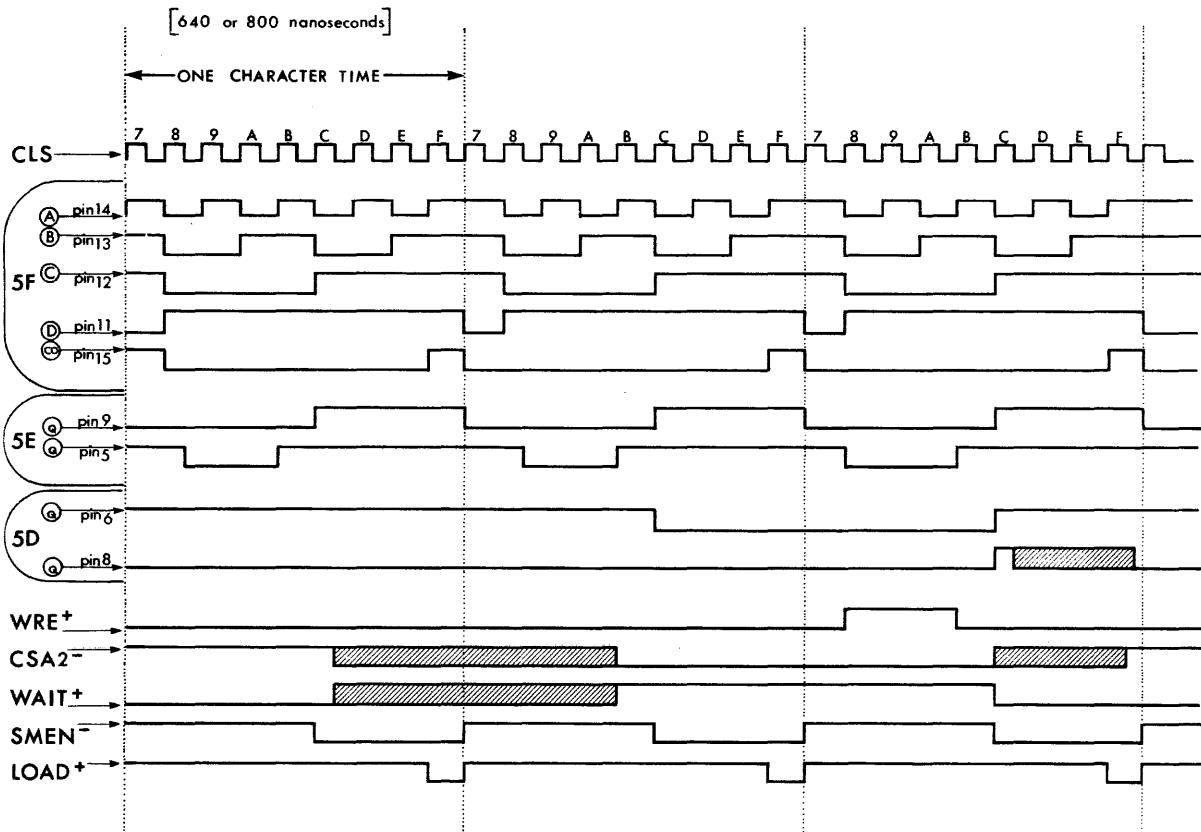 [640 or 800 nanoseconds]
ONE CHARACTER TIME
CLS 7 8 9 A B C D E F 7 8 9 A B C D E F 7 8 9 A B C D E F
5F
A pin14
B pin13
C pin12
D pin11
CO pin15
5E
Q pin9
Q pin5
5D
Q pin6
Q pin8
WRE+
CSA2-
WAIT+
SMEN-
LOAD+